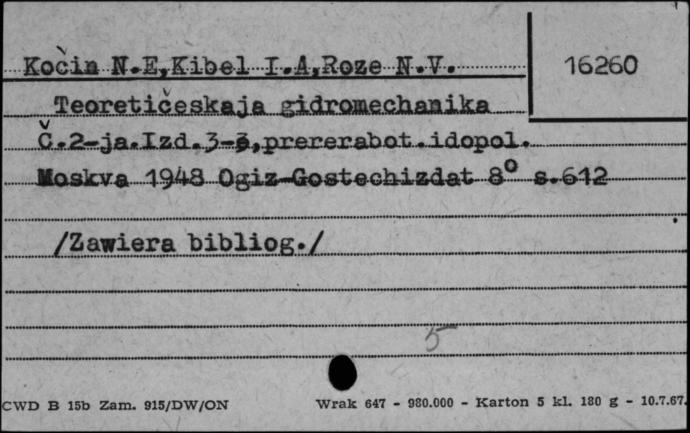 Kočin N.E,Kibel I.A,Roze N.V.
16260
Teoretičeskaja gidromechanika
Č.2-ja.Izd.3-e,prererabot.idopol.
Moskva 1948 Ogiz-Gostechizdat 8° s.612
/Zawiera bibliog./
5
CWD B 15b Zam. 915/DW/ON
Wrak 647 - 980.000 - Karton 5 kl. 180 g - 10.7.67.